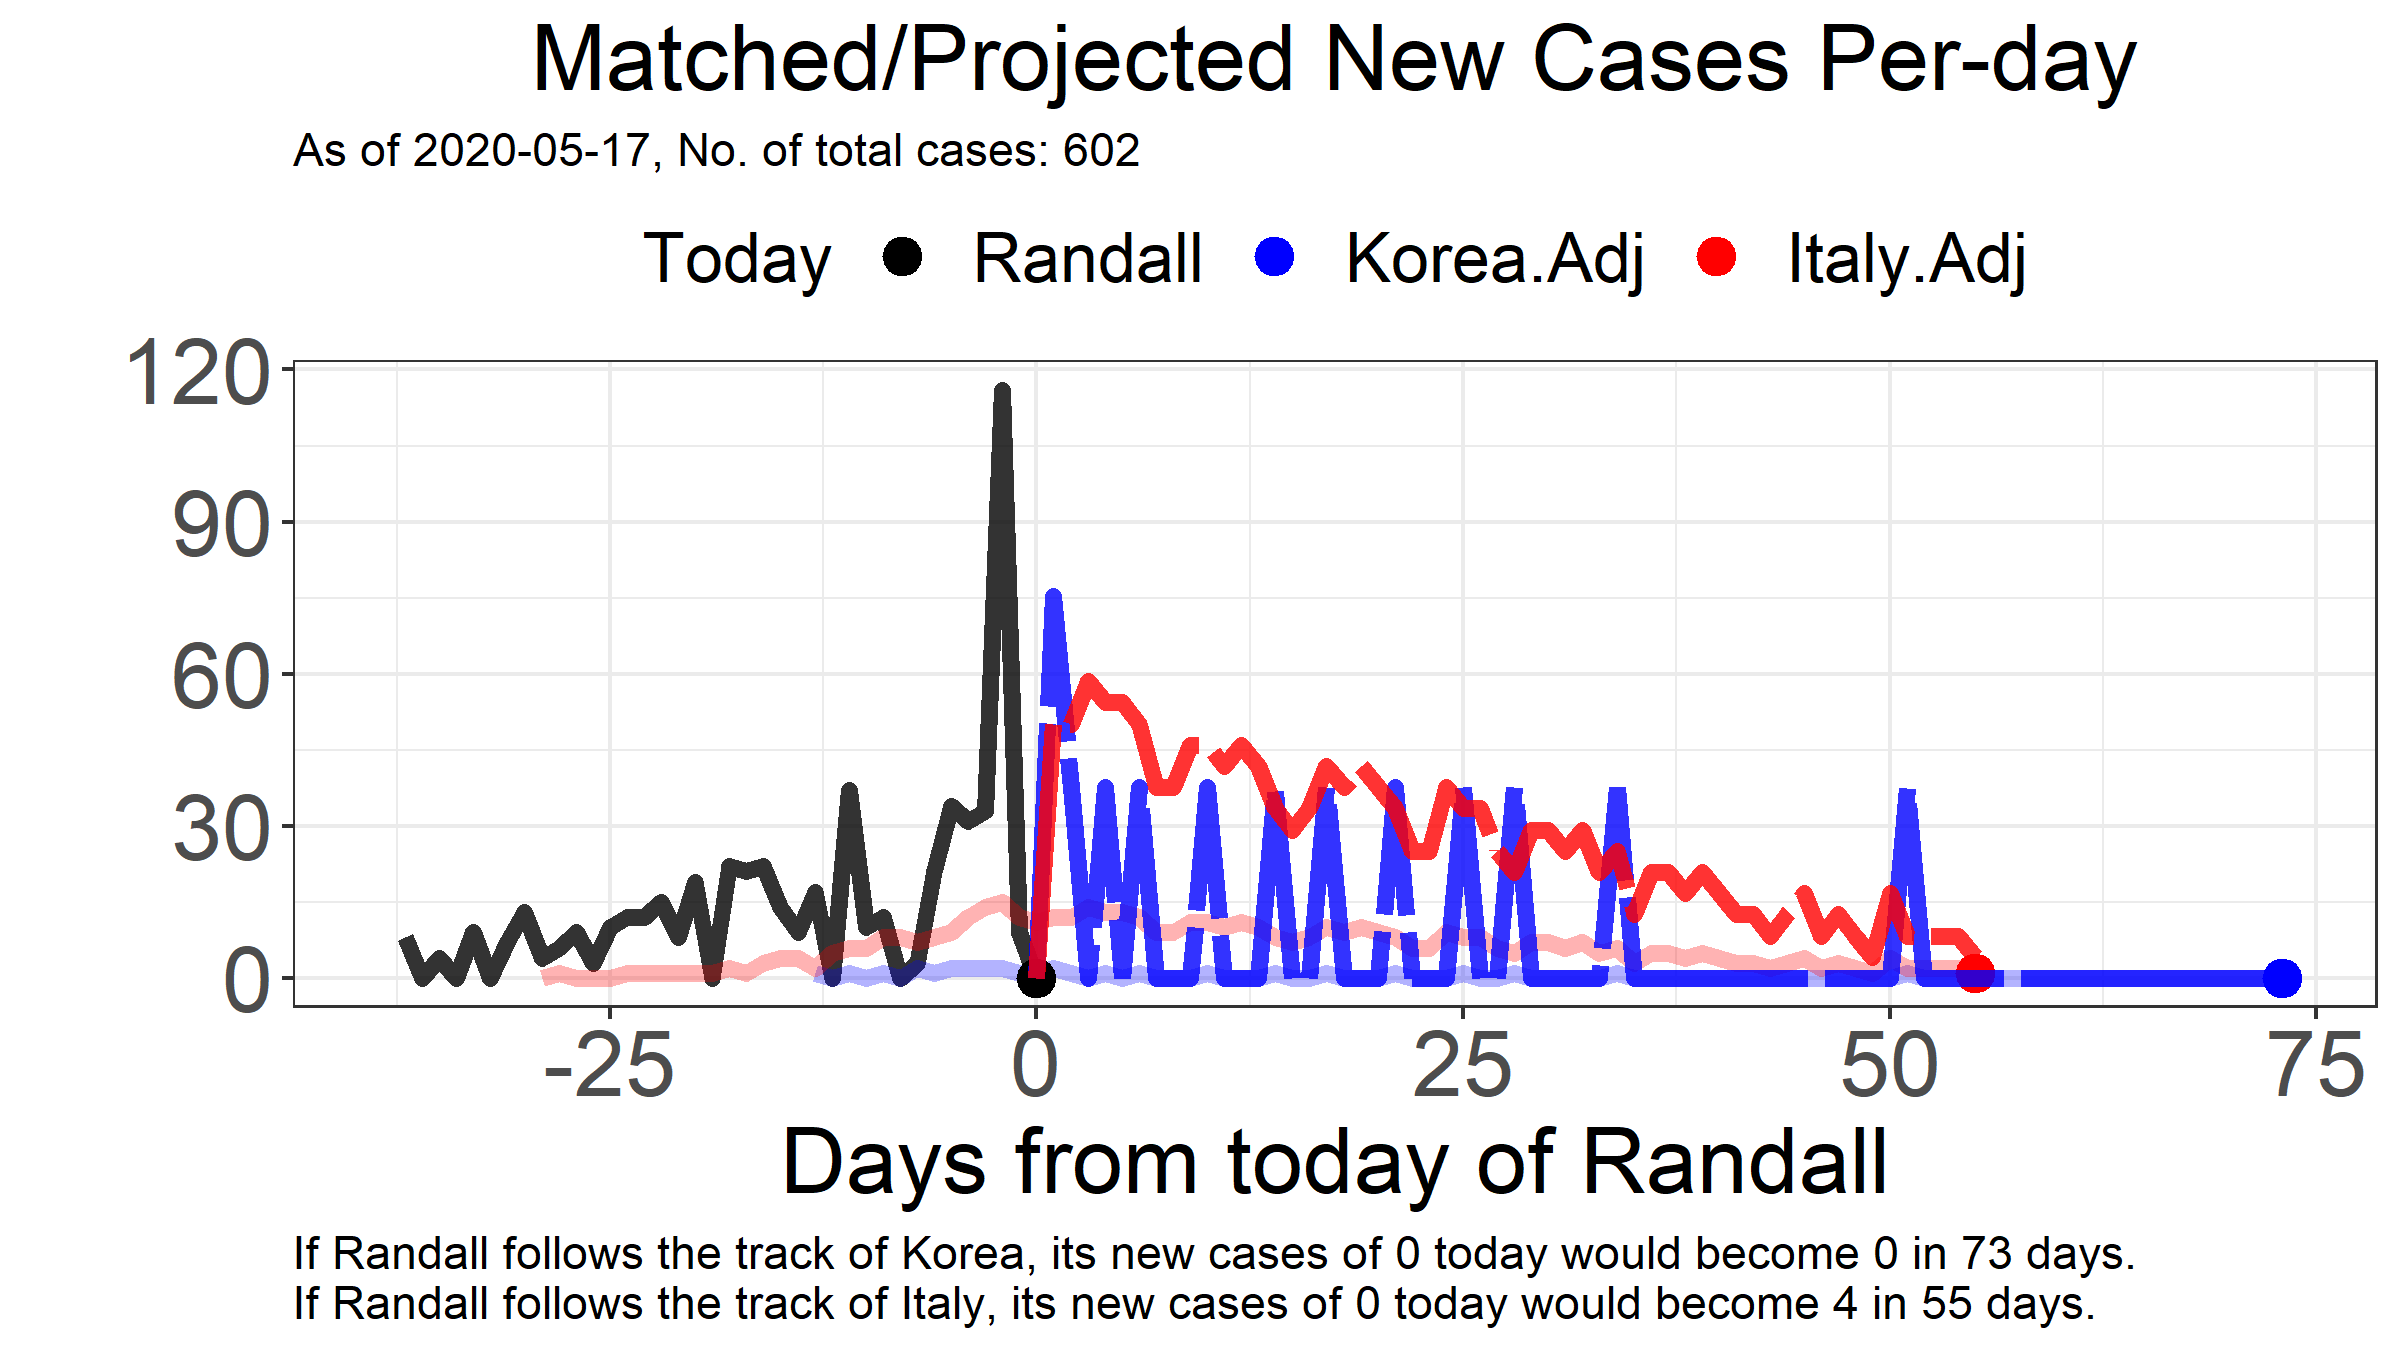 Matched/Projected New Cases Per-day
As of 2020-05-17, No. of total cases: 602
Today Randall Korea.Adj Italy.Adj
120
90
60
30
0
-25 0 25 50 75
Days from today of Randall
If Randall follows the track of Korea, its new cases of 0 today would become 0 in 73 days.
If Randall follows the track of Italy, its new cases of 0 today would become 4 in 55 days.